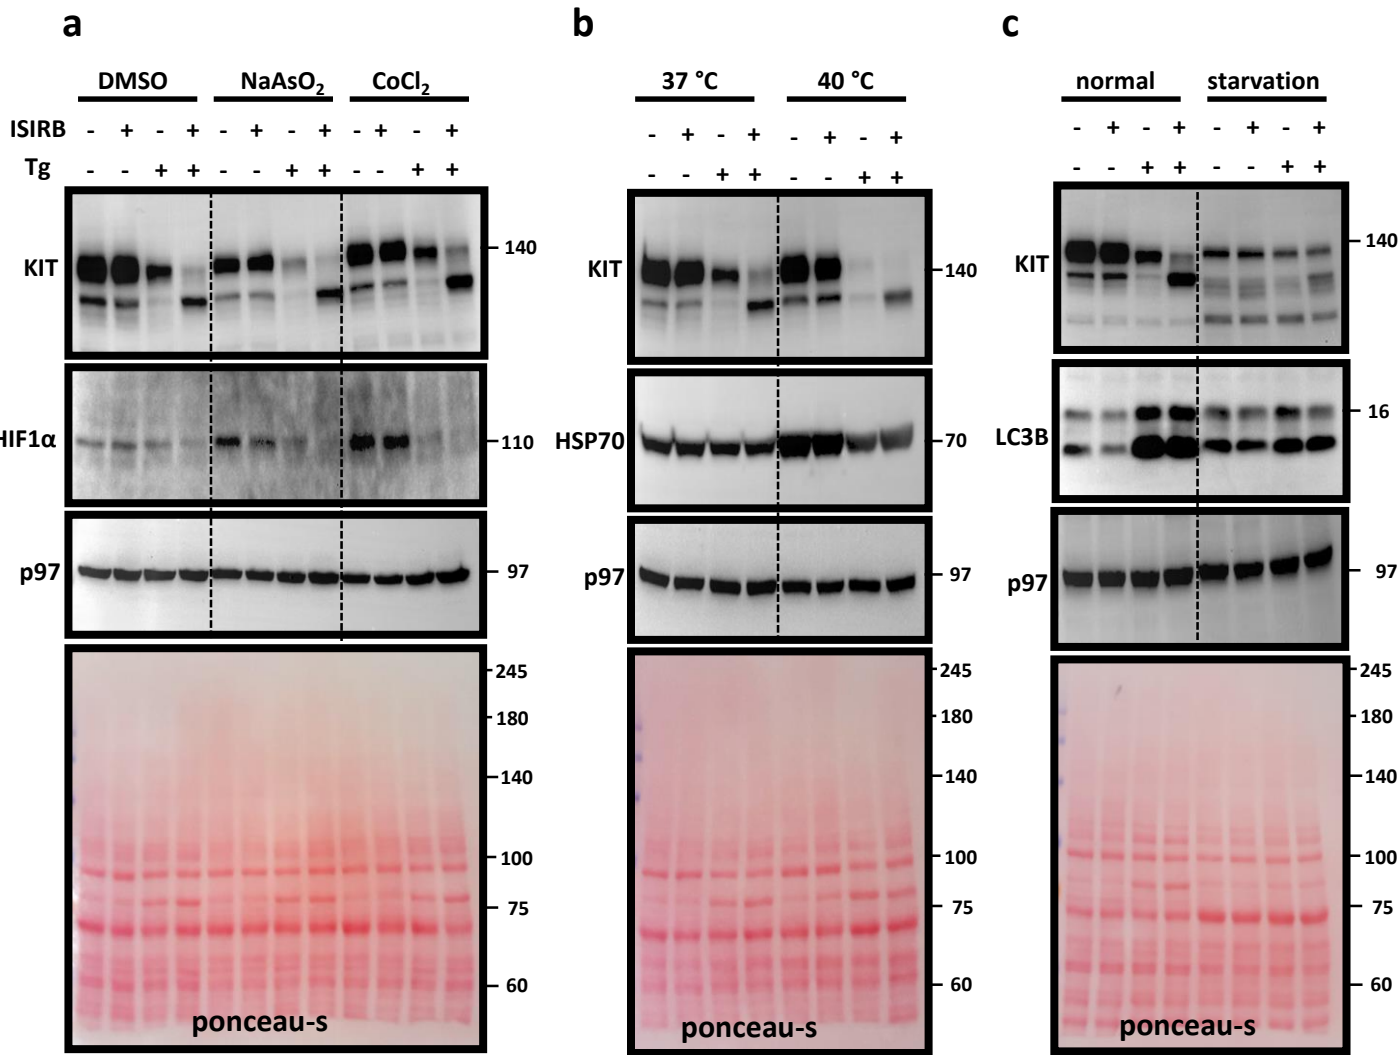 a
DMSO NaAsO2 CoCl2
ISIRB - + - + - + - + - + - +
Tg - - + + - - + + - - + +
KIT 140
HIF1α 110
p97 97
245
180
140
100
75
60
ponceau-s
b
37 °C 40 °C
- + - + - + - +
- - + + - - + +
KIT 140
HSP70 70
p97 97
245
180
140
100
75
60
ponceau-s
c
normal starvation
- + - + - + - +
- - + + - - + +
KIT 140
LC3B 16
p97 97
245
180
140
100
75
60
ponceau-s